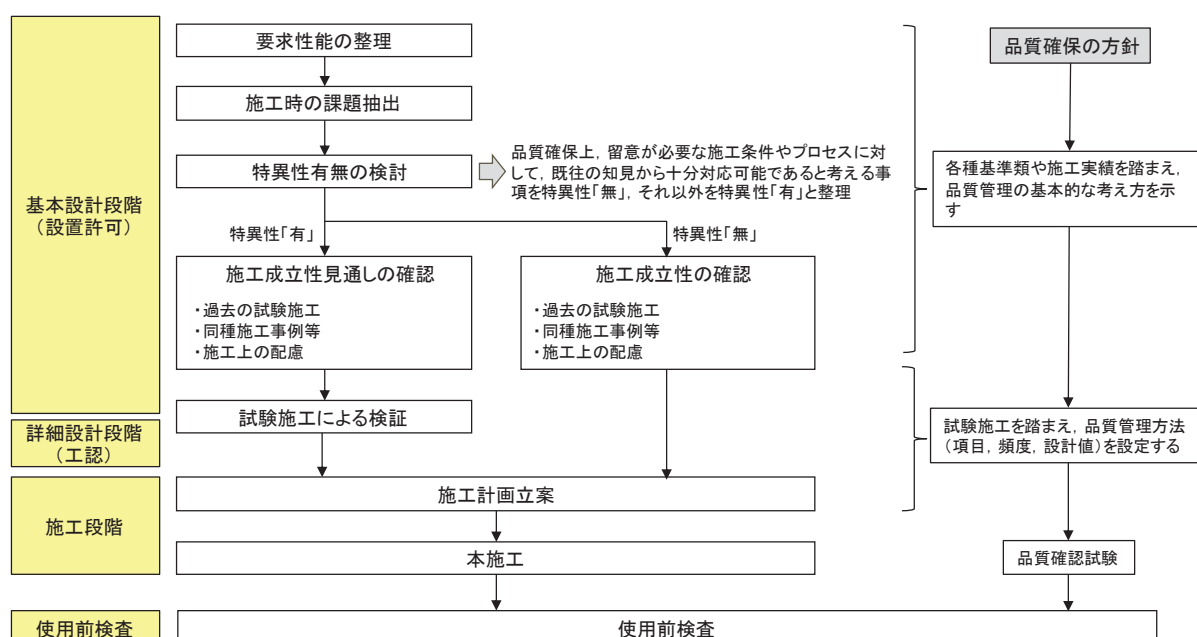 要求性能の整理
品質確保の方針
施工時の課題抽出
特異性有無の検討
品質確保上，留意が必要な施工条件やプロセスに対
して，既往の知見から十分対応可能であると考える事
項を特異性「無」，それ以外を特異性「有」と整理
各種基準類や施工実績を踏まえ，
品質管理の基本的な考え方を示
す
基本設計段階
（設置許可）
特異性「有」
特異性「無」
施工成立性見通しの確認
・過去の試験施工
・同種施工事例等
・施工上の配慮
施工成立性の確認
・過去の試験施工
・同種施工事例等
・施工上の配慮
試験施工による検証
詳細設計段階
（工認）
試験施工を踏まえ，品質管理方法
（項目，頻度，設計値）を設定する
施工計画立案
施工段階
本施工
品質確認試験
使用前検査
使用前検査